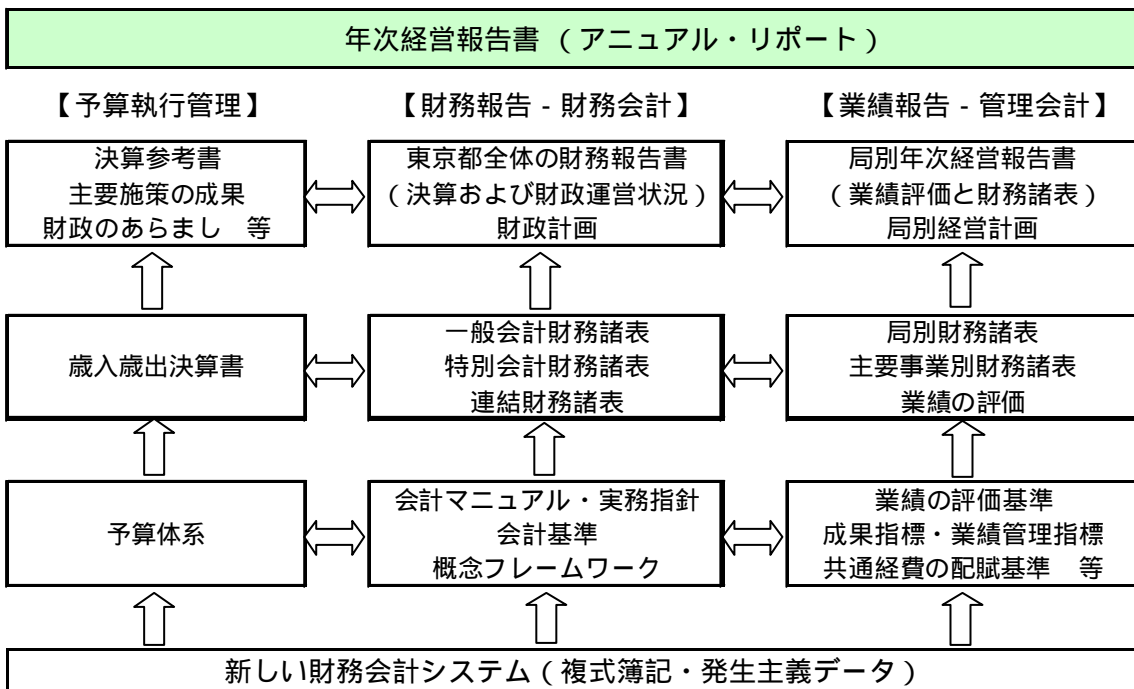 年次経営報告書 （アニュアル・リポート）
【予算執行管理】
【財務報告 - 財務会計】
【業績報告 - 管理会計】
決算参考書
主要施策の成果
財政のあらまし　等
東京都全体の財務報告書
（決算および財政運営状況）
財政計画
局別年次経営報告書
（業績評価と財務諸表）
局別経営計画
歳入歳出決算書
一般会計財務諸表
特別会計財務諸表
連結財務諸表
局別財務諸表
主要事業別財務諸表
業績の評価
予算体系
会計マニュアル・実務指針
会計基準
概念フレームワーク
業績の評価基準
成果指標・業績管理指標
共通経費の配賦基準　等
新しい財務会計システム（複式簿記・発生主義データ）